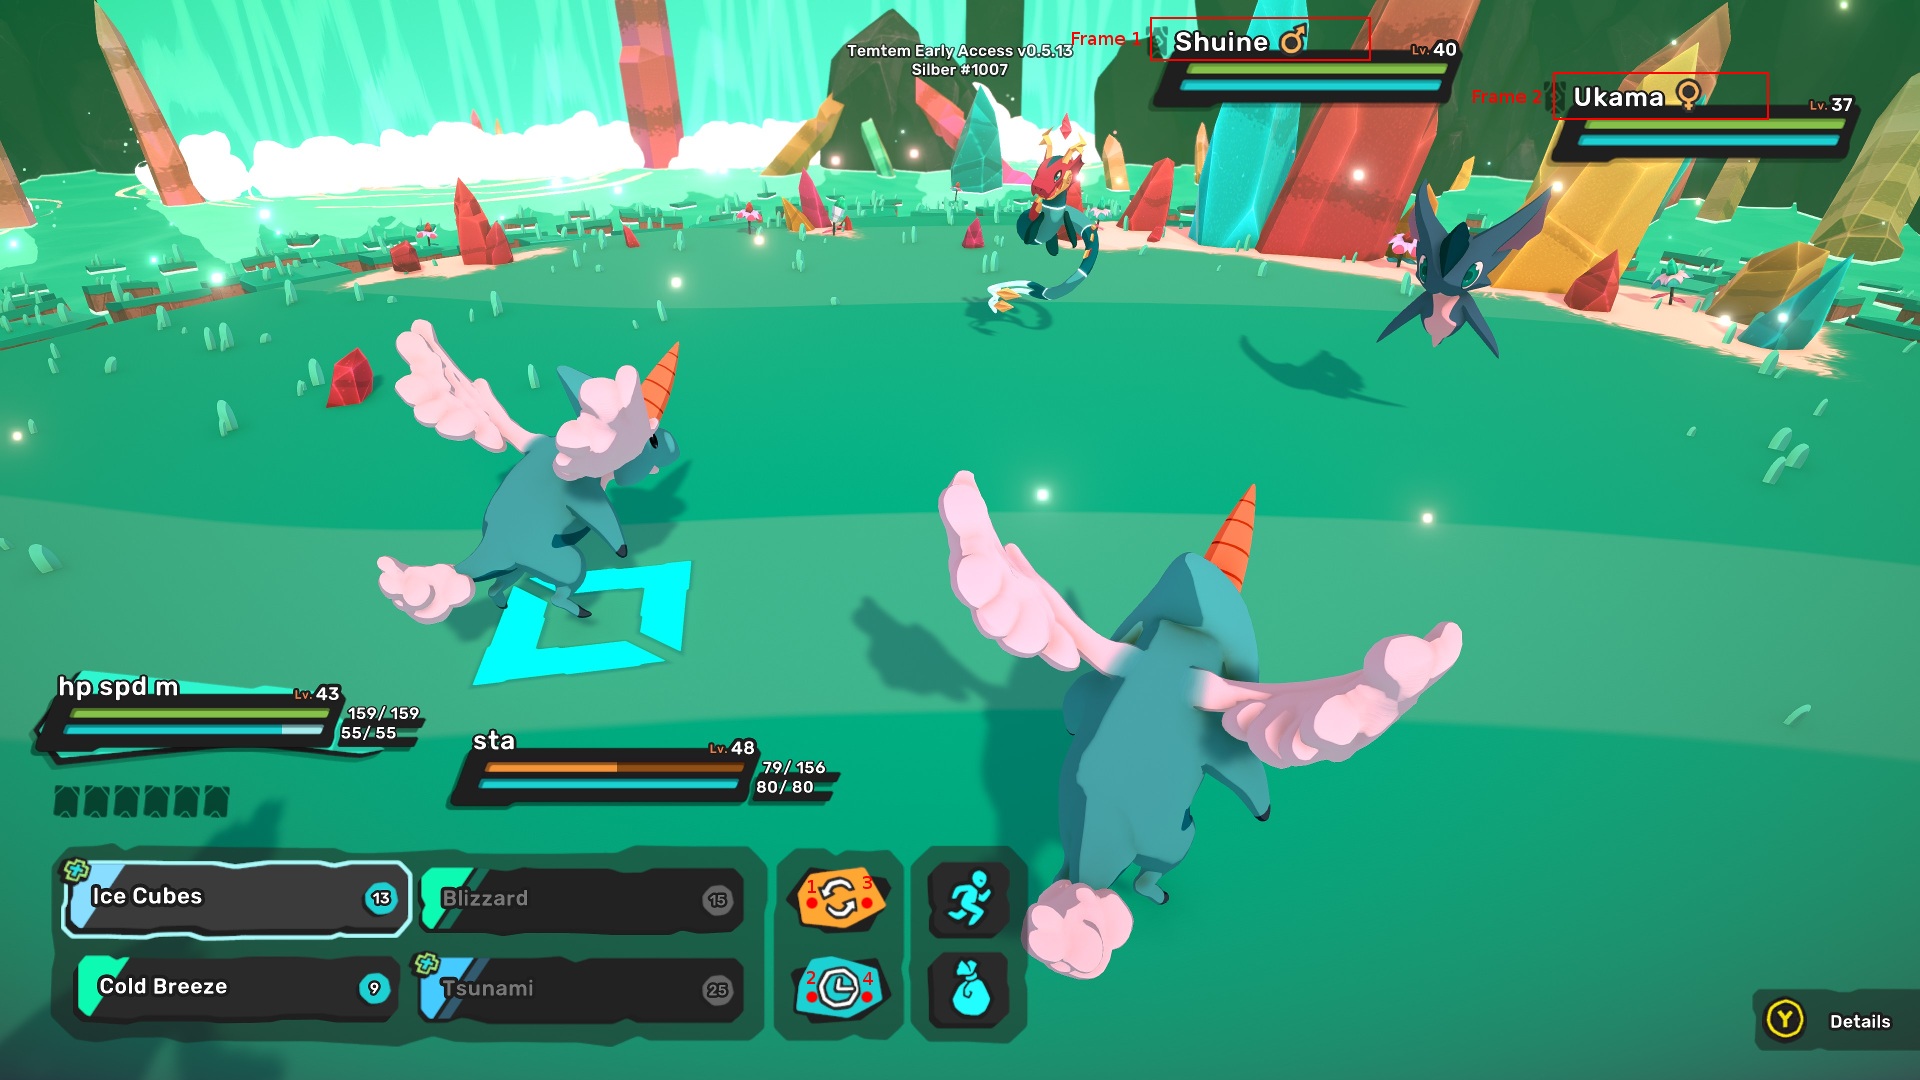 Temtem Early Access v0.5.13
Silber #1007
Frame 1
Shuine
Lv. 40
Frame 2
Ukama
Lv. 37
hp spd m
Lv. 43
159/ 159
55/ 55
sta
Lv. 48
79/ 156
80/ 80
Ice Cubes 13
Blizzard 15
Cold Breeze 9
Tsunami 25
1 3
2 4
Y Details